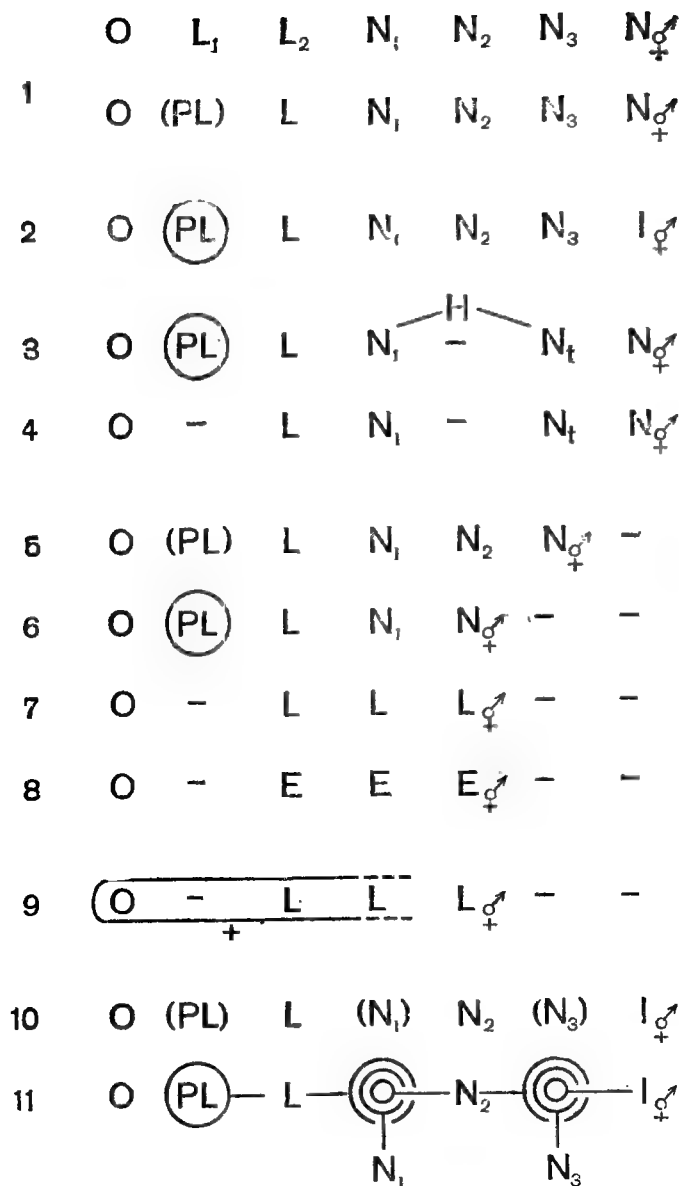 O L₁ L₂ N₁ N₂ N₃ N⚥
1
O (PL) L N₁ N₂ N₃ N⚥
2 O PL L N₁ N₂ N₃ I⚥
H
3 O PL L N₁ – Nₜ N⚥
4 O – L N₁ – Nₜ N⚥
5 O (PL) L N₁ N₂ N⚥ –
6 O PL L N₁ N⚥ – –
7 O – L L L⚥ – –
8 O – E E E⚥ – –
9 O – L L L⚥ – –
+
10 O (PL) L (N₁) N₂ (N₃) I⚥
11 O PL L N₂ I⚥
N₁ N₃